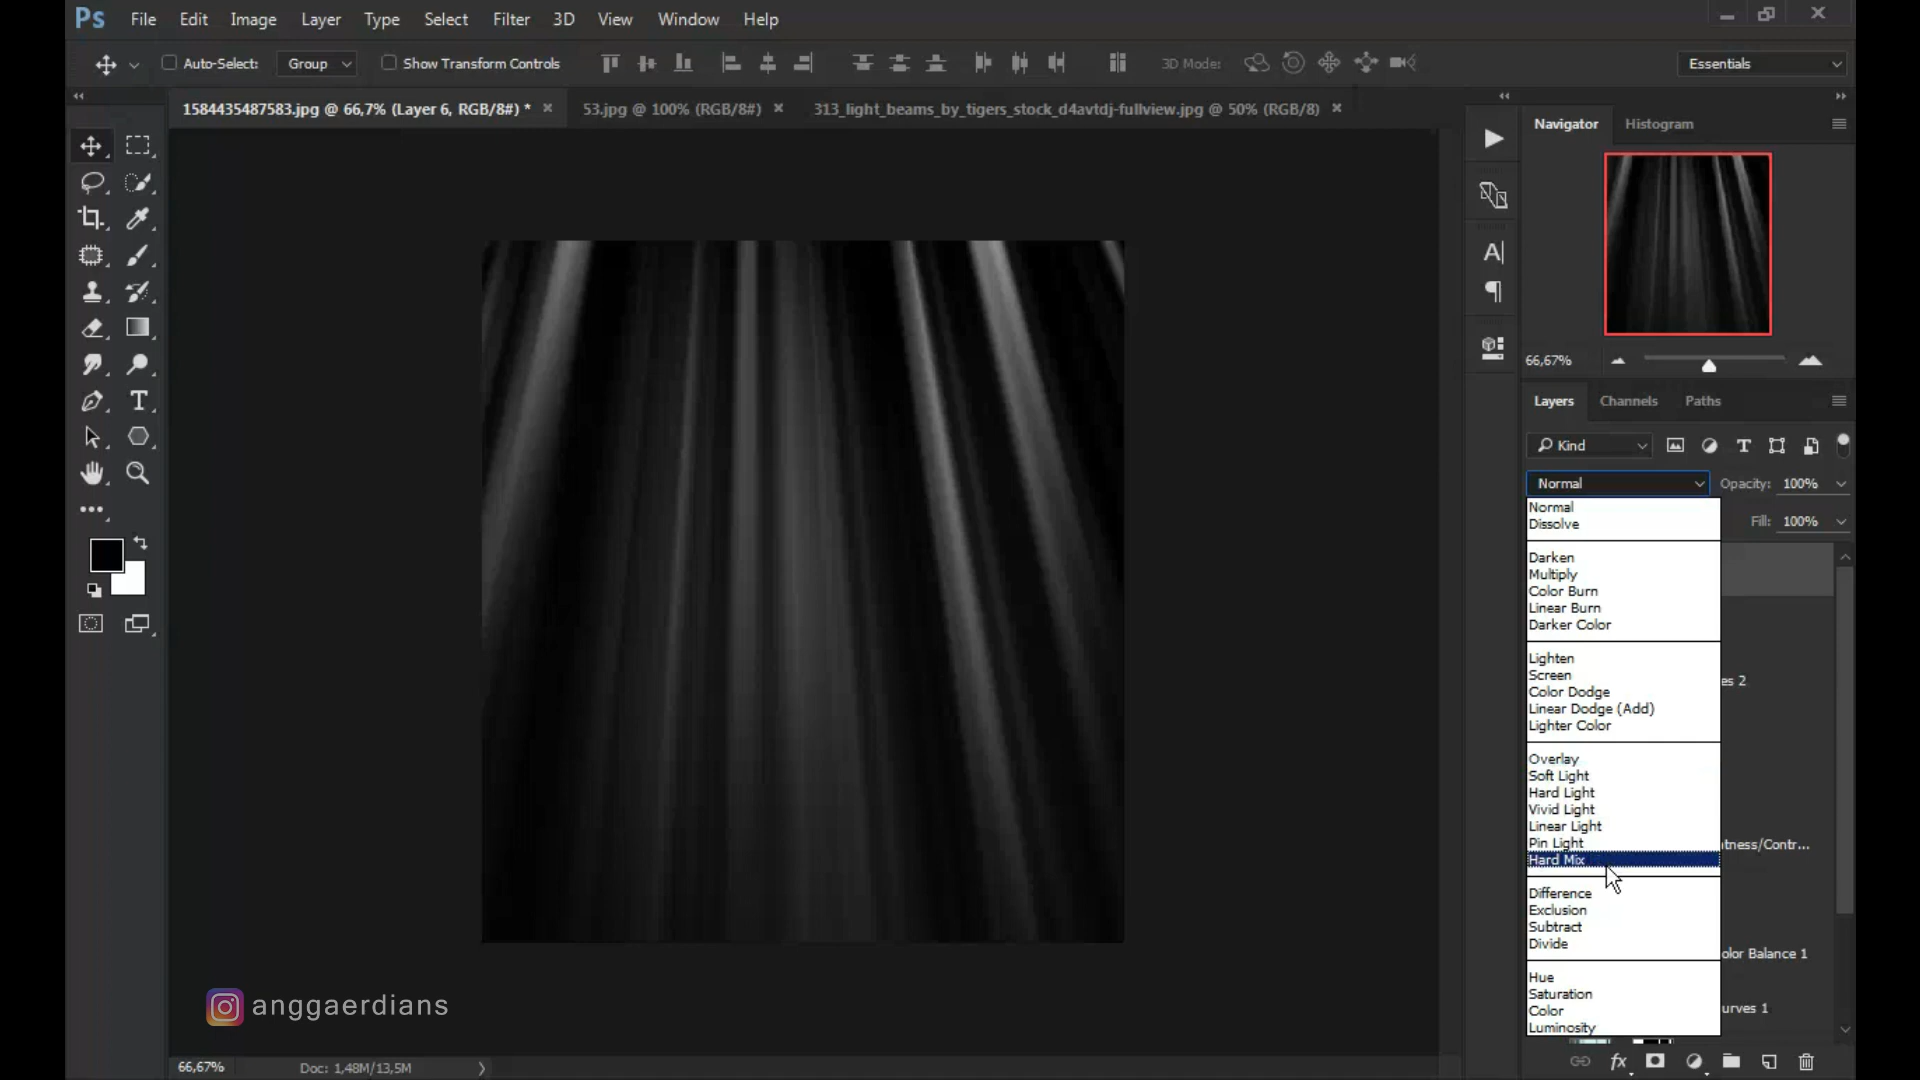 Ps File Edit Image Layer Type Select Filter 3D View Window Help
Auto-Select: Group Show Transform Controls 3D Mode: Essentials
1584435487583.jpg @ 66,7% (Layer 6, RGB/8#) * 53.jpg @ 100% (RGB/8#) 313_light_beams_by_tigers_stock_d4avtdj-fullview.jpg @ 50% (RGB/8)
Navigator Histogram
66,67%
Layers Channels Paths
Kind
Normal Opacity: 100%
Fill: 100%
Normal
Dissolve
Darken
Multiply
Color Burn
Linear Burn
Darker Color
Lighten
Screen
Color Dodge
Linear Dodge (Add)
Lighter Color
Overlay
Soft Light
Hard Light
Vivid Light
Linear Light
Pin Light
Hard Mix
Difference
Exclusion
Subtract
Divide
Hue
Saturation
Color
Luminosity
es 2
tness/Contr...
olor Balance 1
urves 1
anggaerdians
66,67% Doc: 1,48M/13,5M
fx